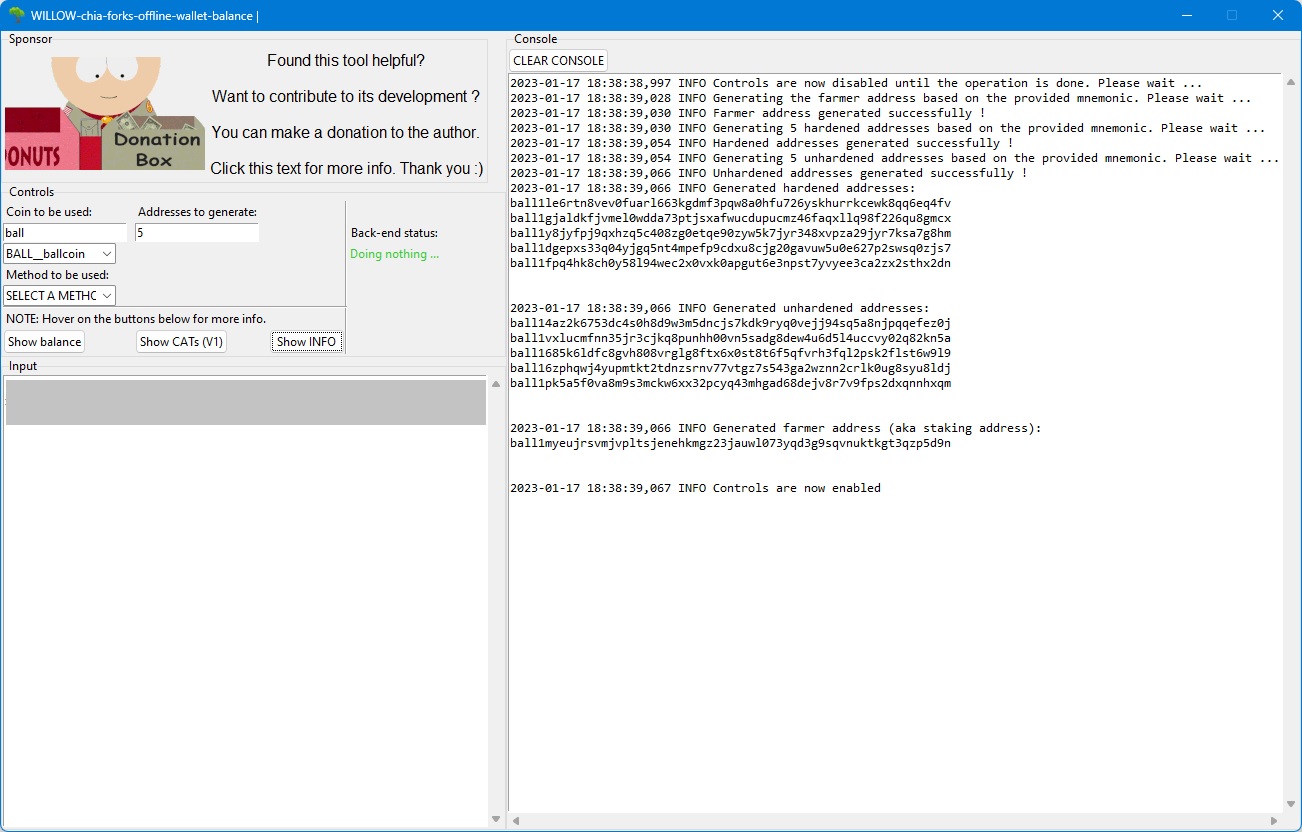 WILLOW-chia-forks-offline-wallet-balance |
Sponsor
DONUTS
Donation
Box
Found this tool helpful?
Want to contribute to its development ?
You can make a donation to the author.
Click this text for more info. Thank you :)
Controls
Coin to be used:
Addresses to generate:
ball
5
BALL__ballcoin
Method to be used:
SELECT A METHC
Back-end status:
Doing nothing ...
NOTE: Hover on the buttons below for more info.
Show balance
Show CATs (V1)
Show INFO
Input
Console
CLEAR CONSOLE
2023-01-17 18:38:38,997 INFO Controls are now disabled until the operation is done. Please wait ...
2023-01-17 18:38:39,028 INFO Generating the farmer address based on the provided mnemonic. Please wait ...
2023-01-17 18:38:39,030 INFO Farmer address generated successfully !
2023-01-17 18:38:39,030 INFO Generating 5 hardened addresses based on the provided mnemonic. Please wait ...
2023-01-17 18:38:39,054 INFO Hardened addresses generated successfully !
2023-01-17 18:38:39,054 INFO Generating 5 unhardened addresses based on the provided mnemonic. Please wait ...
2023-01-17 18:38:39,066 INFO Unhardened addresses generated successfully !
2023-01-17 18:38:39,066 INFO Generated hardened addresses:
ball1le6rtn8vev0fuarl663kgdmf3pqw8a0hfu726yskhurrkcewk8qq6eq4fv
ball1gjaldkfjvmel0wdda73ptjsxafwucdupucmz46faqxllq98f226qu8gmcx
ball1y8jyfpj9qxhzq5c408zg0etqe90zyw5k7jyr348xvpza29jyr7ksa7g8hm
ball1dgepxs33q04yjgq5nt4mpefp9cdxu8cjg20gavuw5u0e627p2swsq0zjs7
ball1fpq4hk8ch0y58l94wec2x0vxk0apgut6e3npst7yvyee3ca2zx2sthx2dn
2023-01-17 18:38:39,066 INFO Generated unhardened addresses:
ball14az2k6753dc4s0h8d9w3m5dncjs7kdk9ryq0vejj94sq5a8njpqqefez0j
ball1vxlucmfnn35jr3cjkq8punhh00vn5sadg8dew4u6d5l4uccvy02q82kn5a
ball1685k6ldfc8gvh808vrglg8ftx6x0st8t6f5qfvrh3fql2psk2flst6w9l9
ball16zphqwj4yupmtkt2tdnzsrnv77vtgz7s543ga2wznn2crlk0ug8syu8ldj
ball1pk5a5f0va8m9s3mckw6xx32pcyq43mhgad68dejv8r7v9fps2dxqnnhxqm
2023-01-17 18:38:39,066 INFO Generated farmer address (aka staking address):
ball1myeujrsvmjvpltsjenehkmgz23jauwl073yqd3g9sqvnuktkgt3qzp5d9n
2023-01-17 18:38:39,067 INFO Controls are now enabled